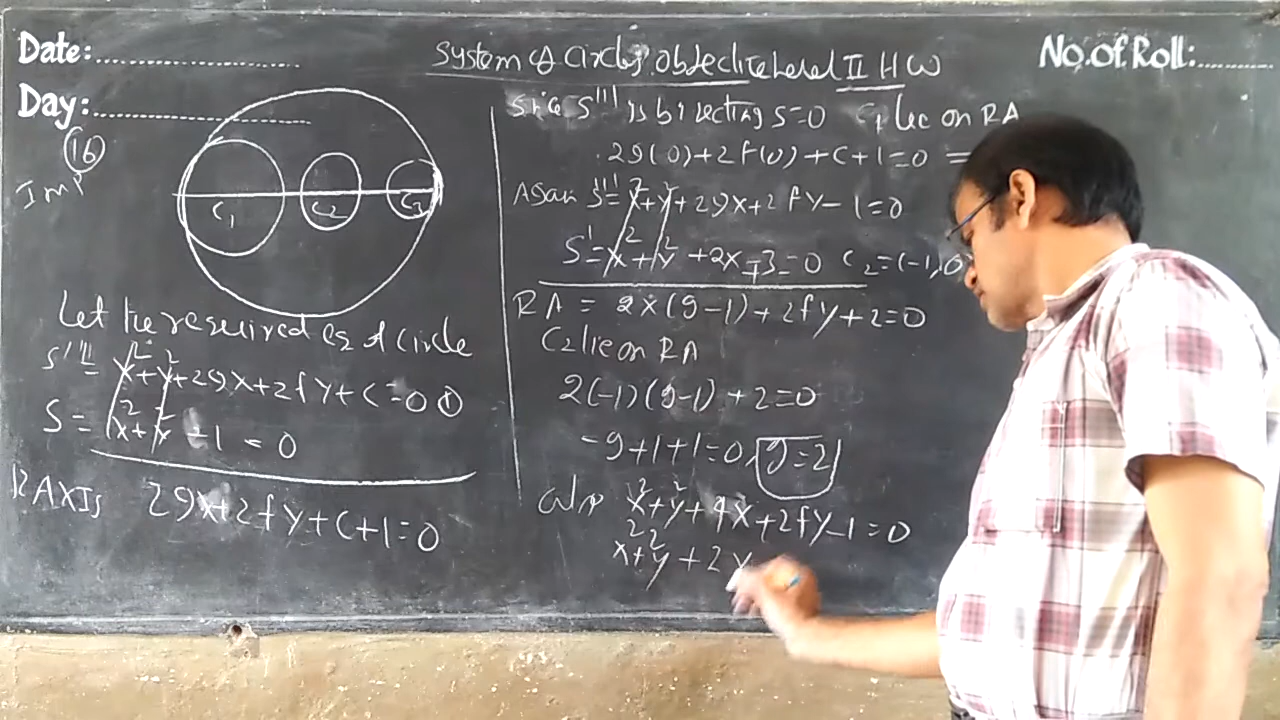 Date:
Day:
System of Circles objective Level II HW
No.of Roll:
16
Imp
C1
C2
C3
Let the required eq of circle
S''' = x²+y²+2gx+2fy+c=0 ①
S = x²+y²-1=0
R AXIS 2gx+2fy+c+1=0
Since S''' is bisecting S=0 C1 lie on RA
2g(0)+2f(0)+c+1=0 =
Again S''' = x²+y²+2gx+2fy-1=0
S' = x²+y²+2x-3=0 C2=(-1,0
RA = 2x(g-1)+2fy+2=0
C2 lie on RA
2(-1)(g-1)+2=0
-g+1+1=0, g=2
x²+y²+4x+2fy-1=0
x²+y²+2y